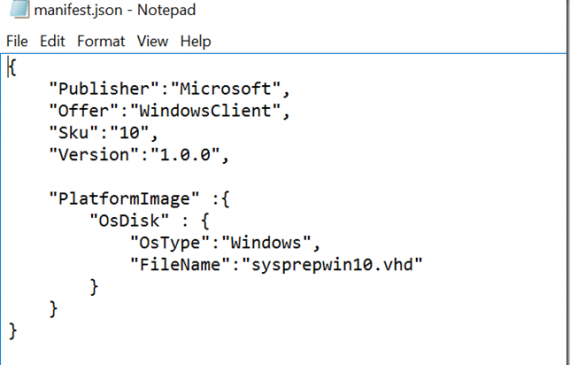 manifest.json - Notepad
File Edit Format View Help
{
    "Publisher":"Microsoft",
    "Offer":"WindowsClient",
    "Sku":"10",
    "Version":"1.0.0",

    "PlatformImage" :{
        "OsDisk" : {
            "OsType":"Windows",
            "FileName":"sysprepwin10.vhd"
        }
    }
}